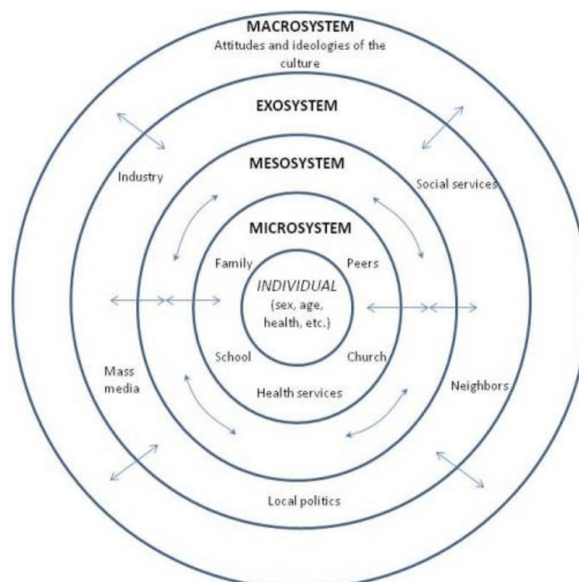 MACROSYSTEM
Attitudes and ideologies of the
culture
EXOSYSTEM
MESOSYSTEM
Industry
Social services
MICROSYSTEM
Family
Peers
INDIVIDUAL
(sex, age,
health, etc.)
School
Church
Mass
media
Health services
Neighbors
Local politics